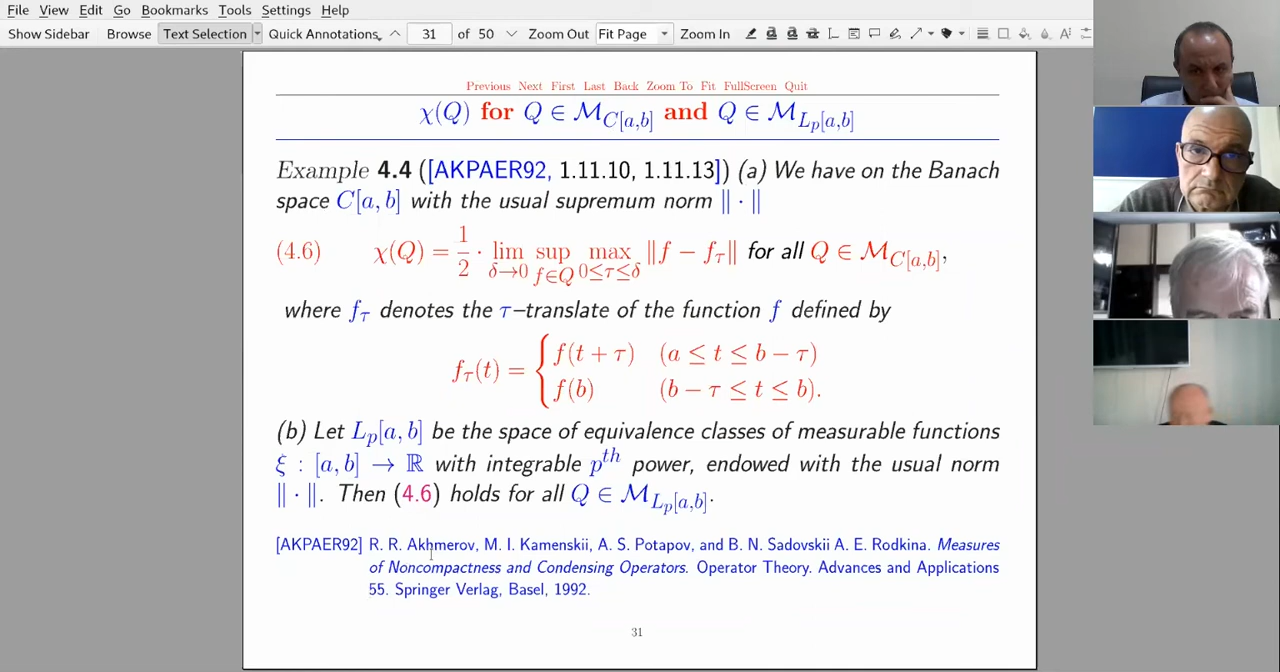 File View Edit Go Bookmarks Tools Settings Help
Show Sidebar Browse Text Selection Quick Annotations 31 of 50 Zoom Out Fit Page Zoom In
Previous Next First Last Back Zoom To Fit FullScreen Quit
χ(Q) for Q ∈ M_{C[a,b]} and Q ∈ M_{L_p[a,b]}
Example 4.4 ([AKPAER92, 1.11.10, 1.11.13]) (a) We have on the Banach
space C[a, b] with the usual supremum norm ‖ · ‖
(4.6) χ(Q) = 1/2 · lim_{δ→0} sup_{f∈Q} max_{0≤τ≤δ} ‖f − f_τ‖ for all Q ∈ M_{C[a,b]},
where f_τ denotes the τ–translate of the function f defined by
f_τ(t) = { f(t + τ) (a ≤ t ≤ b − τ)
f(b) (b − τ ≤ t ≤ b).
(b) Let L_p[a, b] be the space of equivalence classes of measurable functions
ξ : [a, b] → ℝ with integrable p^{th} power, endowed with the usual norm
‖ · ‖. Then (4.6) holds for all Q ∈ M_{L_p[a,b]}.
[AKPAER92] R. R. Akhmerov, M. I. Kamenskii, A. S. Potapov, and B. N. Sadovskii A. E. Rodkina. Measures
of Noncompactness and Condensing Operators. Operator Theory. Advances and Applications
55. Springer Verlag, Basel, 1992.
31